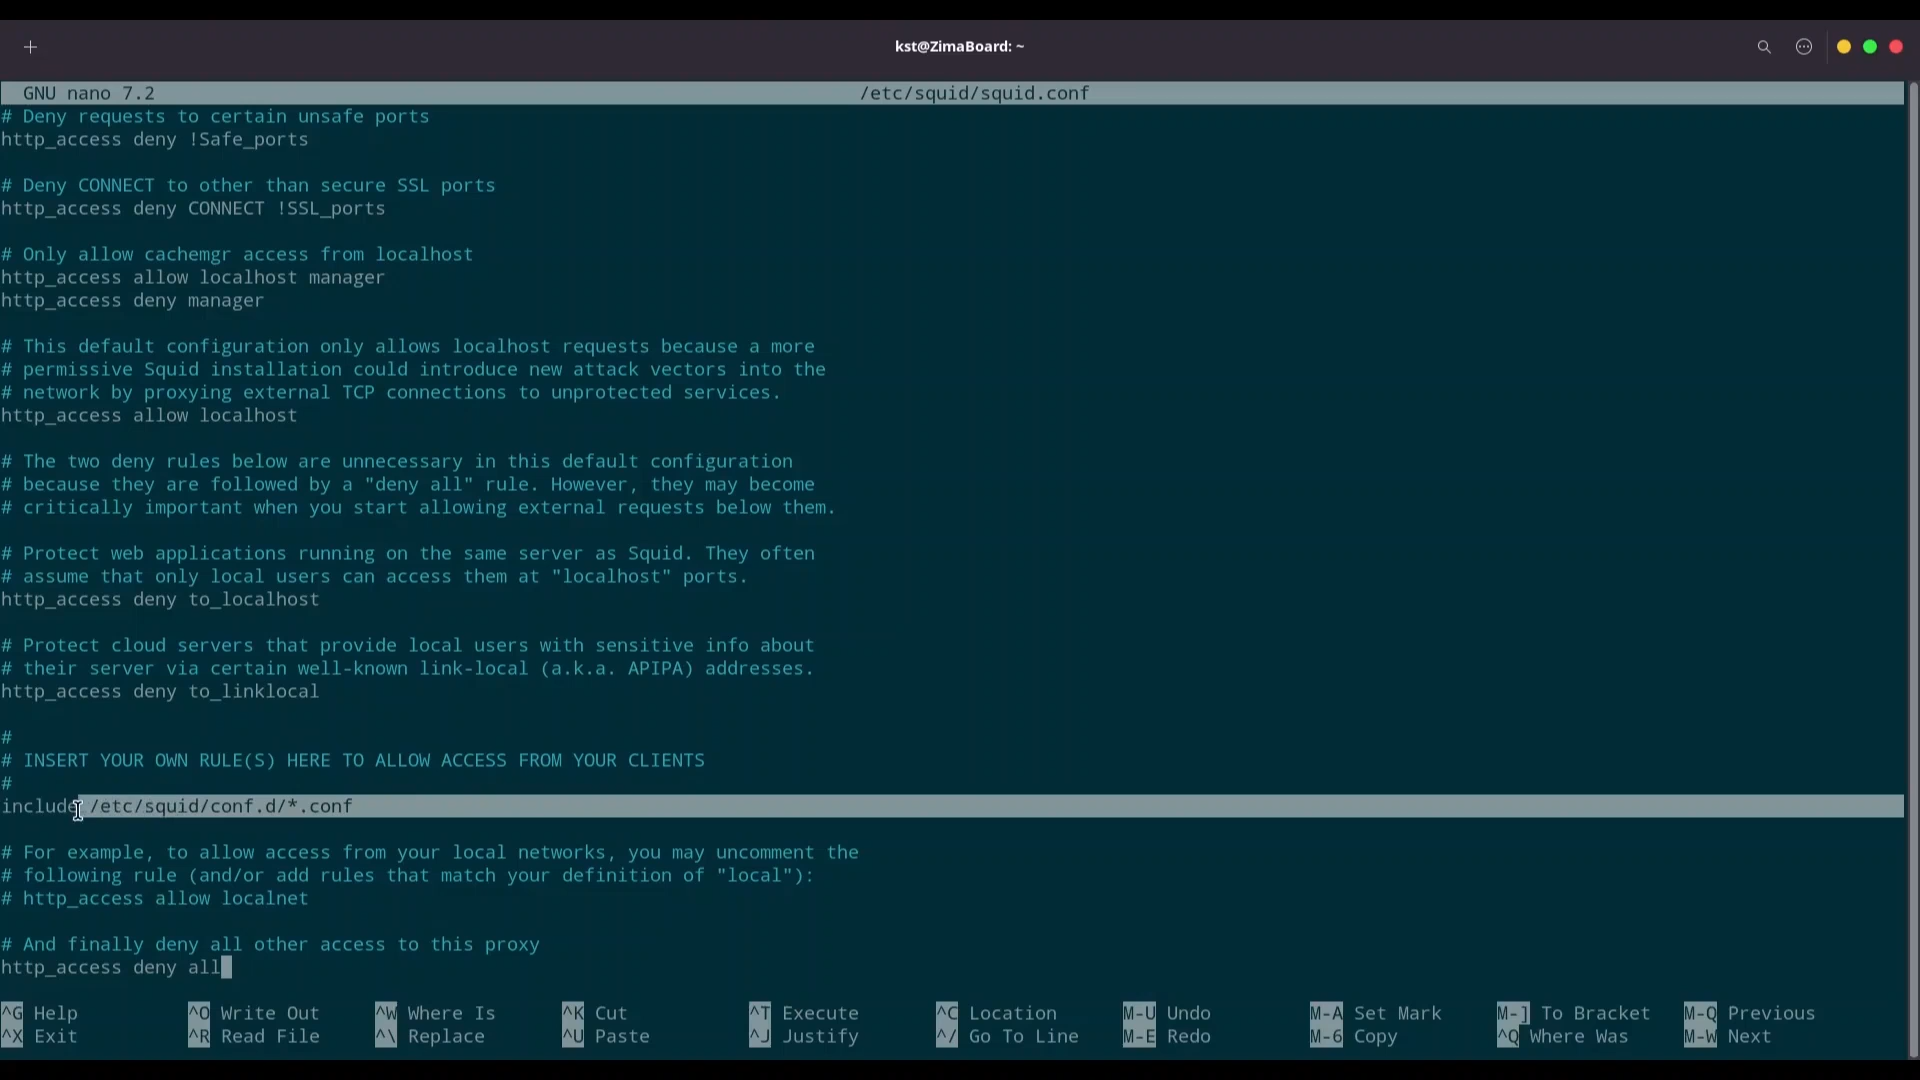 kst@ZimaBoard: ~
GNU nano 7.2 /etc/squid/squid.conf
# Deny requests to certain unsafe ports
http_access deny !Safe_ports
# Deny CONNECT to other than secure SSL ports
http_access deny CONNECT !SSL_ports
# Only allow cachemgr access from localhost
http_access allow localhost manager
http_access deny manager
# This default configuration only allows localhost requests because a more
# permissive Squid installation could introduce new attack vectors into the
# network by proxying external TCP connections to unprotected services.
http_access allow localhost
# The two deny rules below are unnecessary in this default configuration
# because they are followed by a "deny all" rule. However, they may become
# critically important when you start allowing external requests below them.
# Protect web applications running on the same server as Squid. They often
# assume that only local users can access them at "localhost" ports.
http_access deny to_localhost
# Protect cloud servers that provide local users with sensitive info about
# their server via certain well-known link-local (a.k.a. APIPA) addresses.
http_access deny to_linklocal
#
# INSERT YOUR OWN RULE(S) HERE TO ALLOW ACCESS FROM YOUR CLIENTS
#
include /etc/squid/conf.d/*.conf
# For example, to allow access from your local networks, you may uncomment the
# following rule (and/or add rules that match your definition of "local"):
# http_access allow localnet
# And finally deny all other access to this proxy
http_access deny all
^G Help ^O Write Out ^W Where Is ^K Cut ^T Execute ^C Location M-U Undo M-A Set Mark M-] To Bracket M-Q Previous
^X Exit ^R Read File ^\ Replace ^U Paste ^J Justify ^/ Go To Line M-E Redo M-6 Copy ^Q Where Was M-W Next